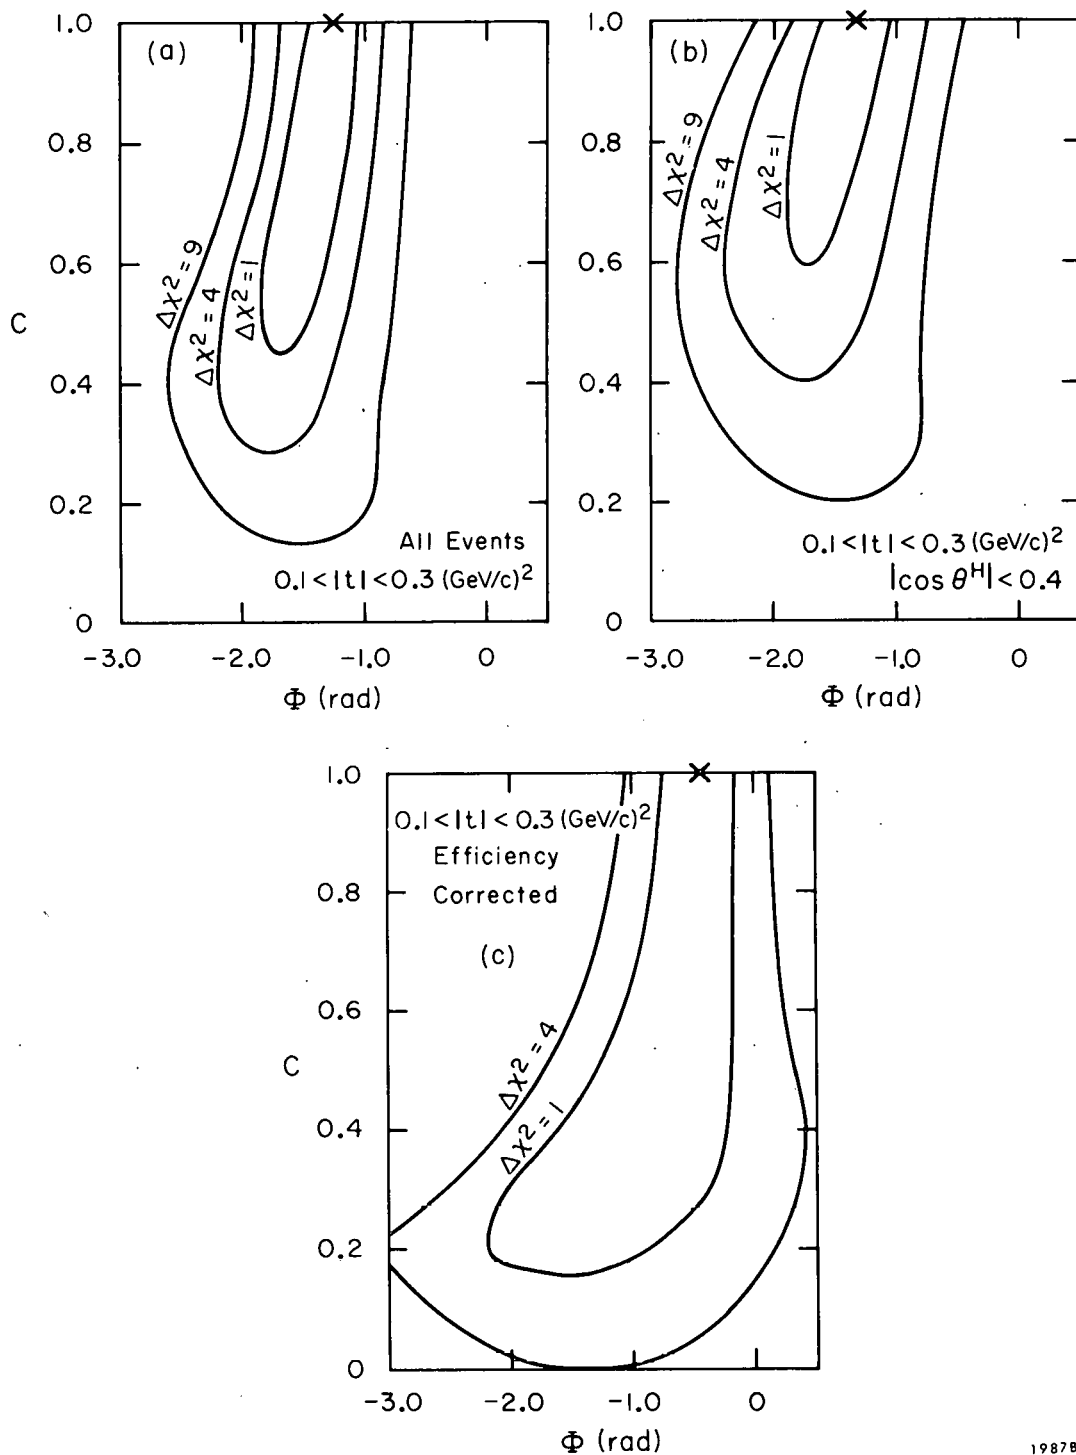 (a)
1.0
0.8
0.6
0.4
0.2
0
C
Δχ² = 9
Δχ² = 4
Δχ² = 1
All Events
0.1 < |t| < 0.3 (GeV/c)²
-3.0 -2.0 -1.0 0
Φ (rad)
(b)
1.0
0.8
0.6
0.4
0.2
0
Δχ² = 9
Δχ² = 4
Δχ² = 1
0.1 < |t| < 0.3 (GeV/c)²
|cos θᴴ| < 0.4
-3.0 -2.0 -1.0 0
Φ (rad)
1.0
0.8
0.6
0.4
0.2
0
C
0.1 < |t| < 0.3 (GeV/c)²
Efficiency
Corrected
(c)
Δχ² = 4
Δχ² = 1
-3.0 -2.0 -1.0 0
Φ (rad)